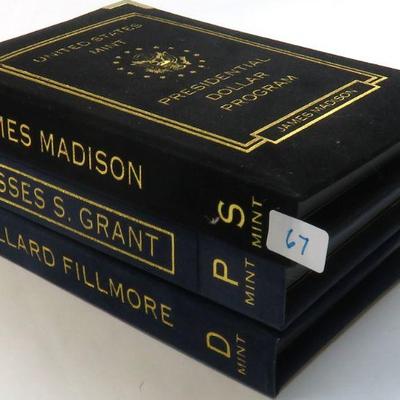 UNITED STATES
MINT
PRESIDENTIAL
DOLLAR
PROGRAM
JAMES MADISON
MES MADISON
S
MINT
67
SSES S. GRANT
P
MINT
LLARD FILLMORE
D
MINT